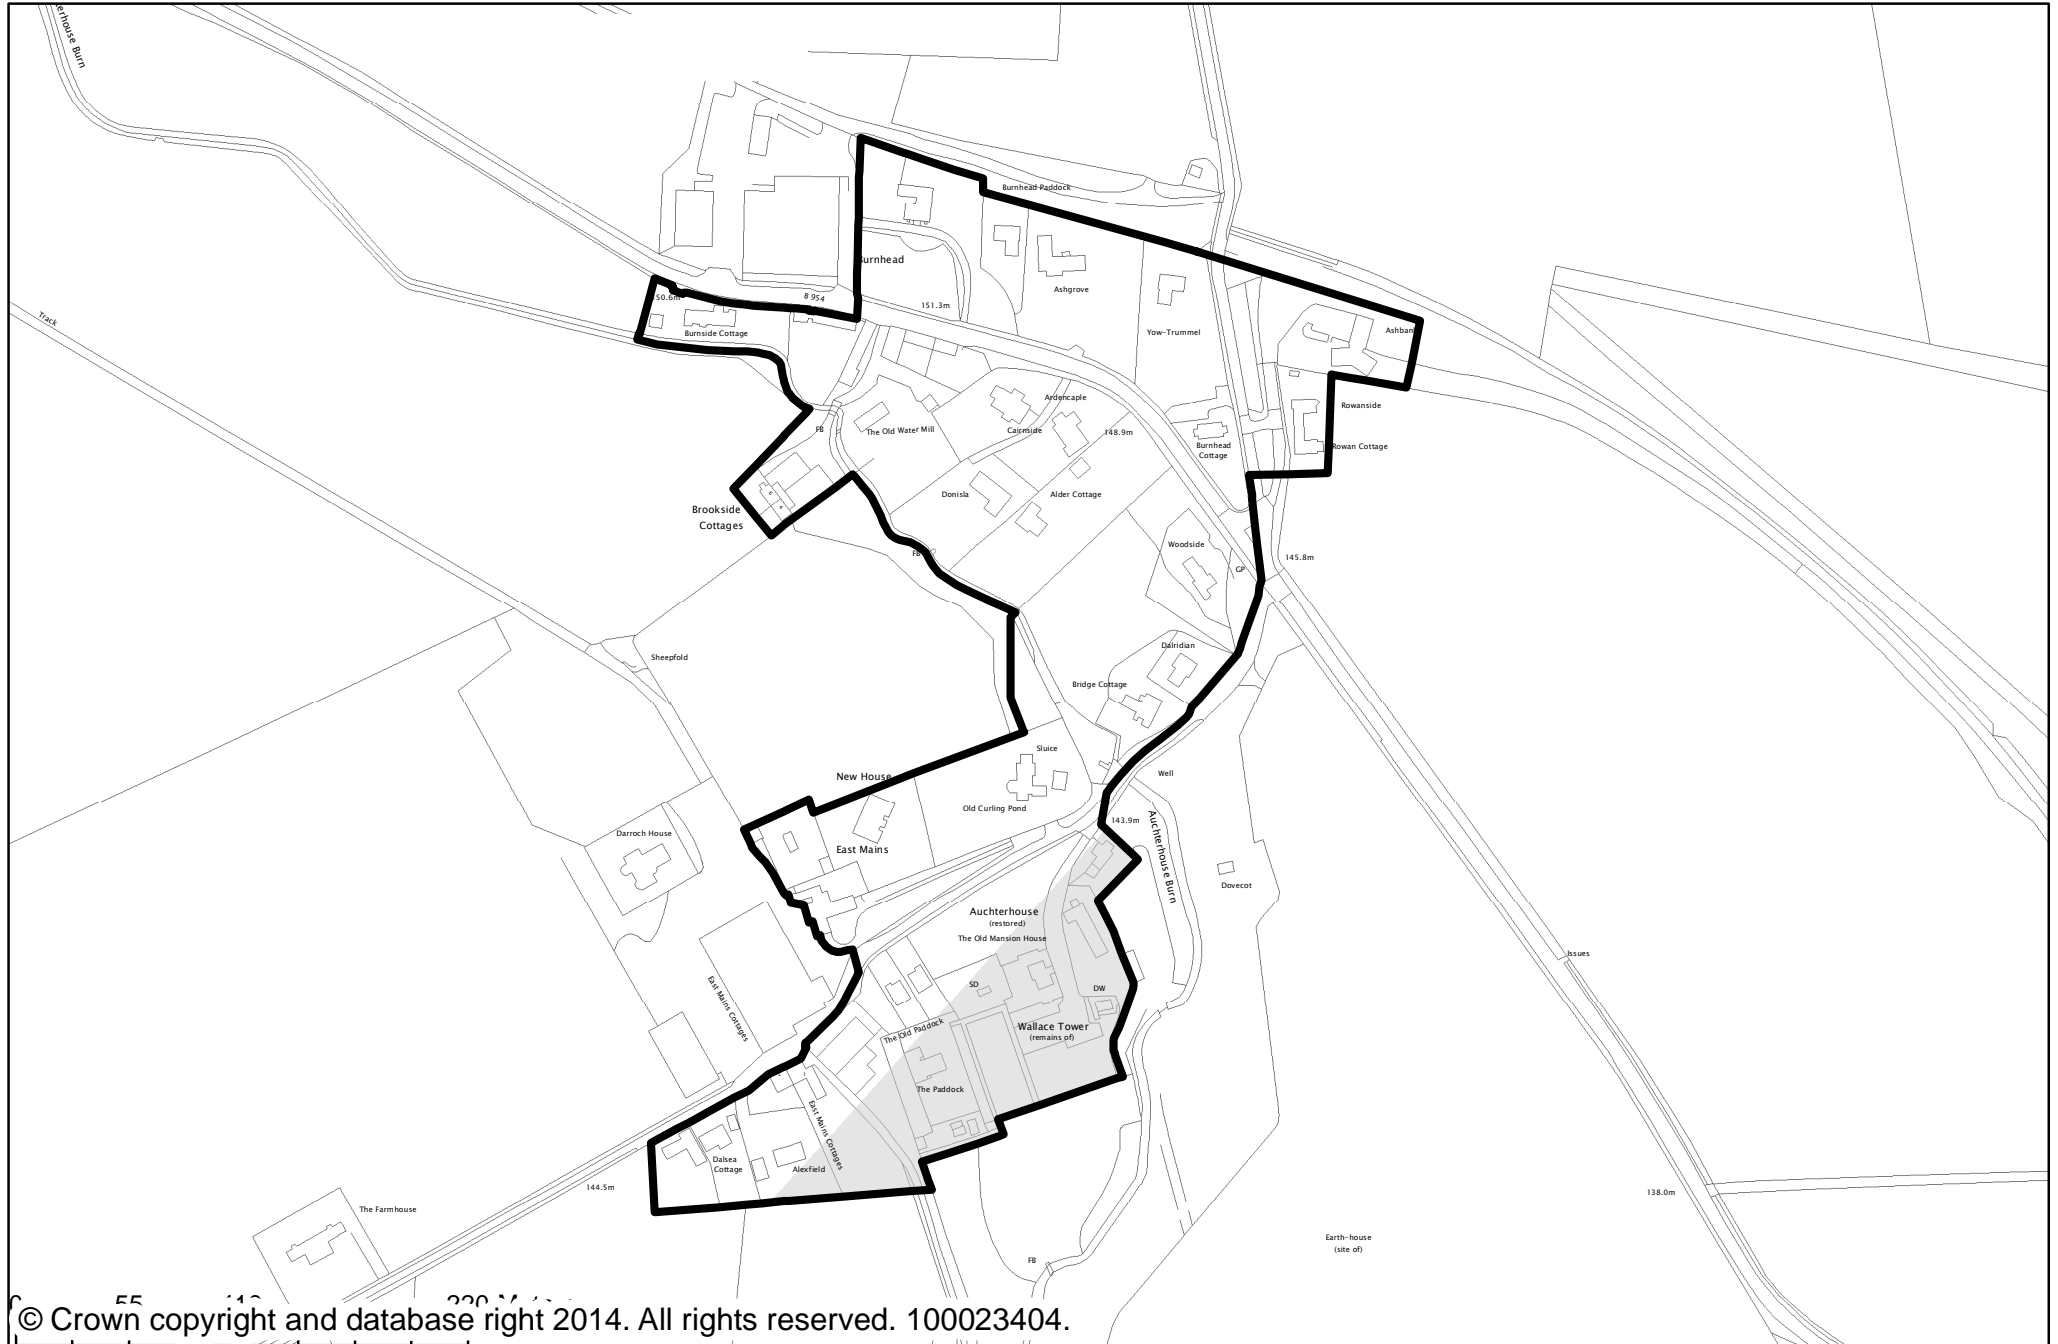 erhouse Burn
Burnhead Paddock
Burnhead
B 954
151.3m
Ashgrove
Yow-Trummel
Ashban
50.6m
Burnside Cottage
Track
Ardencaple
Rowanside
The Old Water Mill
FB
Cairnside
148.9m
Burnhead
Cottage
Rowan Cottage
Donisla
Alder Cottage
Brookside
Cottages
FB
Woodside
GP
145.8m
Sheepfold
Dalridian
Bridge Cottage
Sluice
New House
Well
Old Curling Pond
143.9m
Darroch House
East Mains
Auchterhouse Burn
Dovecot
Auchterhouse
(restored)
The Old Mansion House
Issues
SD
DW
East Mains Cottages
The Old Paddock
Wallace Tower
(remains of)
The Paddock
East Mains Cottages
Dalsea
Cottage
Alexfield
144.5m
138.0m
The Farmhouse
Earth-house
(site of)
FB
55
220
© Crown copyright and database right 2014. All rights reserved. 100023404.